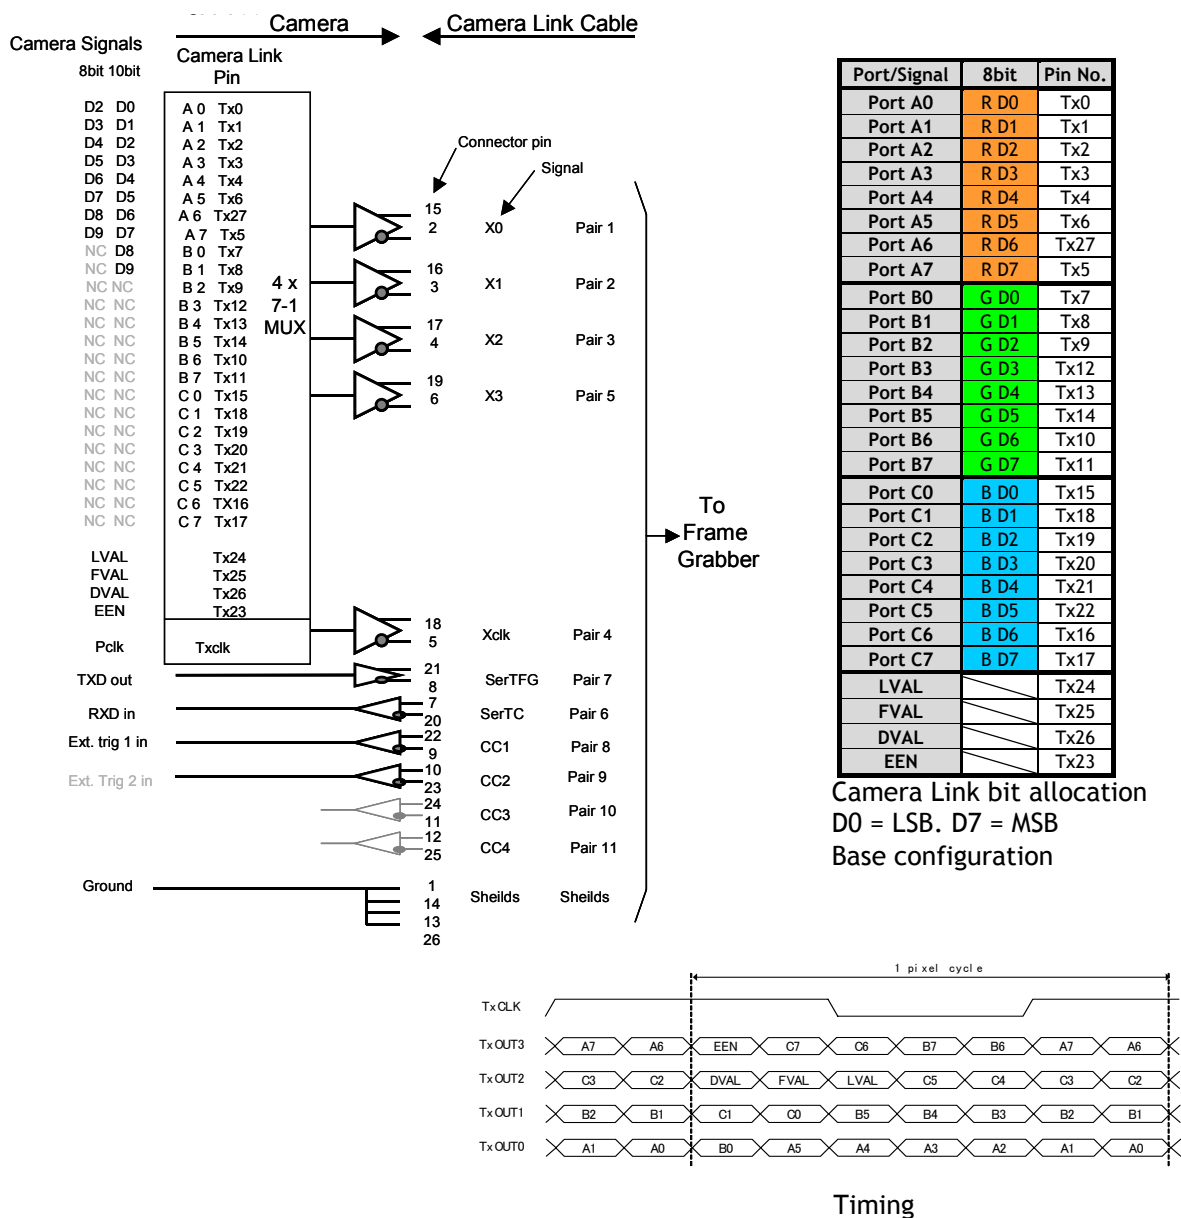 Camera
Camera Link Cable
Camera Signals
8bit 10bit
Camera Link
Pin
D2 D0 A 0 Tx0
D3 D1 A 1 Tx1
D4 D2 A 2 Tx2
D5 D3 A 3 Tx3
D6 D4 A 4 Tx4
D7 D5 A 5 Tx6
D8 D6 A 6 Tx27
D9 D7 A 7 Tx5
NC D8 B 0 Tx7
NC D9 B 1 Tx8
NC NC B 2 Tx9
NC NC B 3 Tx12
NC NC B 4 Tx13
NC NC B 5 Tx14
NC NC B 6 Tx10
NC NC B 7 Tx11
NC NC C 0 Tx15
NC NC C 1 Tx18
NC NC C 2 Tx19
NC NC C 3 Tx20
NC NC C 4 Tx21
NC NC C 5 Tx22
NC NC C 6 TX16
NC NC C 7 Tx17
LVAL Tx24
FVAL Tx25
DVAL Tx26
EEN Tx23
Pclk Txclk
4 x
7-1
MUX
Connector pin
Signal
15
2 X0 Pair 1
16
3 X1 Pair 2
17
4 X2 Pair 3
19
6 X3 Pair 5
18
5 Xclk Pair 4
TXD out
21
8 SerTFG Pair 7
RXD in
7
20 SerTC Pair 6
Ext. trig 1 in
22
9 CC1 Pair 8
Ext. Trig 2 in
10
23 CC2 Pair 9
24
11 CC3 Pair 10
12
25 CC4 Pair 11
Ground
1
14 Sheilds Sheilds
13
26
To
Frame
Grabber
Port/Signal 8bit Pin No.
Port A0 R D0 Tx0
Port A1 R D1 Tx1
Port A2 R D2 Tx2
Port A3 R D3 Tx3
Port A4 R D4 Tx4
Port A5 R D5 Tx6
Port A6 R D6 Tx27
Port A7 R D7 Tx5
Port B0 G D0 Tx7
Port B1 G D1 Tx8
Port B2 G D2 Tx9
Port B3 G D3 Tx12
Port B4 G D4 Tx13
Port B5 G D5 Tx14
Port B6 G D6 Tx10
Port B7 G D7 Tx11
Port C0 B D0 Tx15
Port C1 B D1 Tx18
Port C2 B D2 Tx19
Port C3 B D3 Tx20
Port C4 B D4 Tx21
Port C5 B D5 Tx22
Port C6 B D6 Tx16
Port C7 B D7 Tx17
LVAL Tx24
FVAL Tx25
DVAL Tx26
EEN Tx23
Camera Link bit allocation
D0 = LSB. D7 = MSB
Base configuration
1 pixel cycle
TxCLK
TxOUT3 A7 A6 EEN C7 C6 B7 B6 A7 A6
TxOUT2 C3 C2 DVAL FVAL LVAL C5 C4 C3 C2
TxOUT1 B2 B1 C1 C0 B5 B4 B3 B2 B1
TxOUT0 A1 A0 B0 A5 A4 A3 A2 A1 A0
Timing